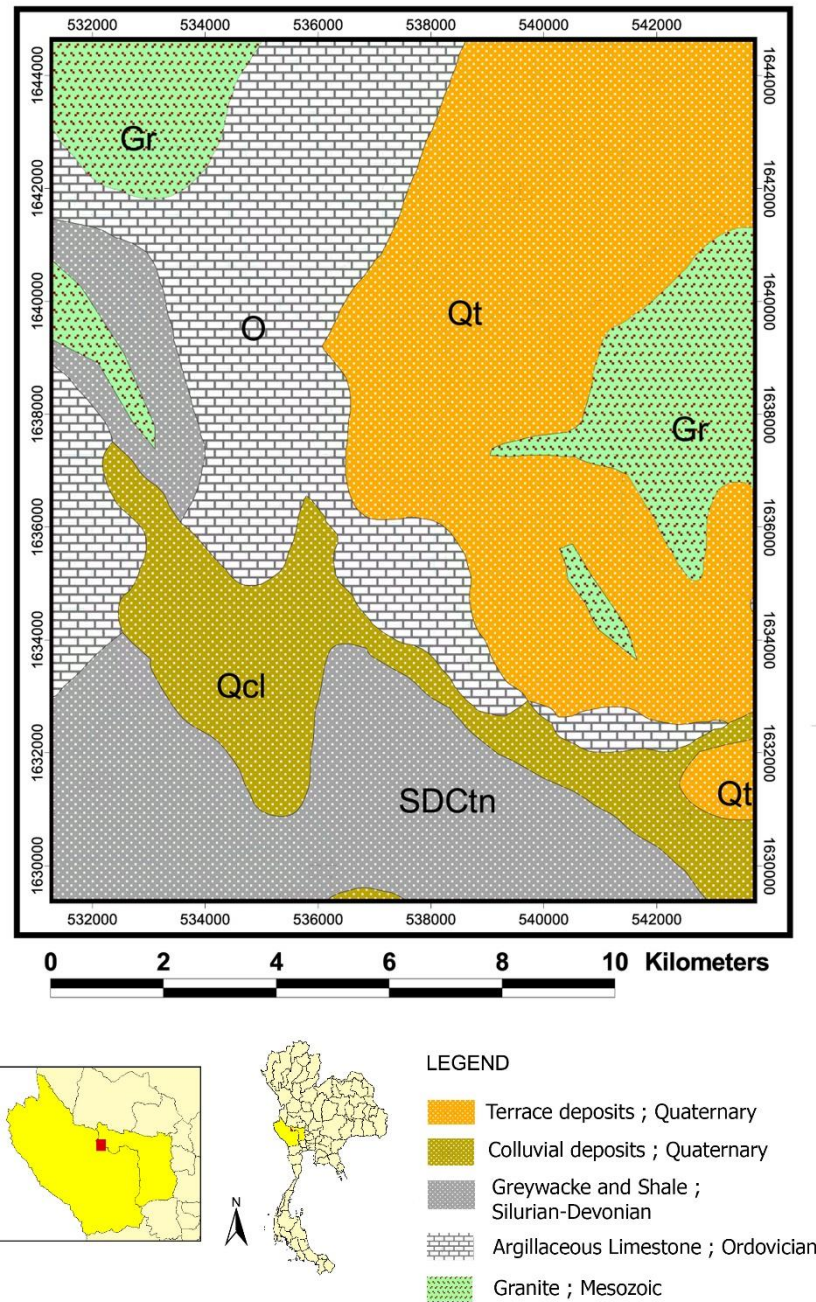 532000 534000 536000 538000 540000 542000
1644000 1644000
Gr
1642000 1642000
1640000 1640000
O Qt
1638000 1638000
Gr
1636000 1636000
1634000 1634000
Qcl
1632000 1632000
SDCtn Qt
1630000 1630000
532000 534000 536000 538000 540000 542000
0 2 4 6 8 10 Kilometers
LEGEND
Terrace deposits ; Quaternary
Colluvial deposits ; Quaternary
Greywacke and Shale ;
Silurian-Devonian
N
Argillaceous Limestone ; Ordovician
Granite ; Mesozoic